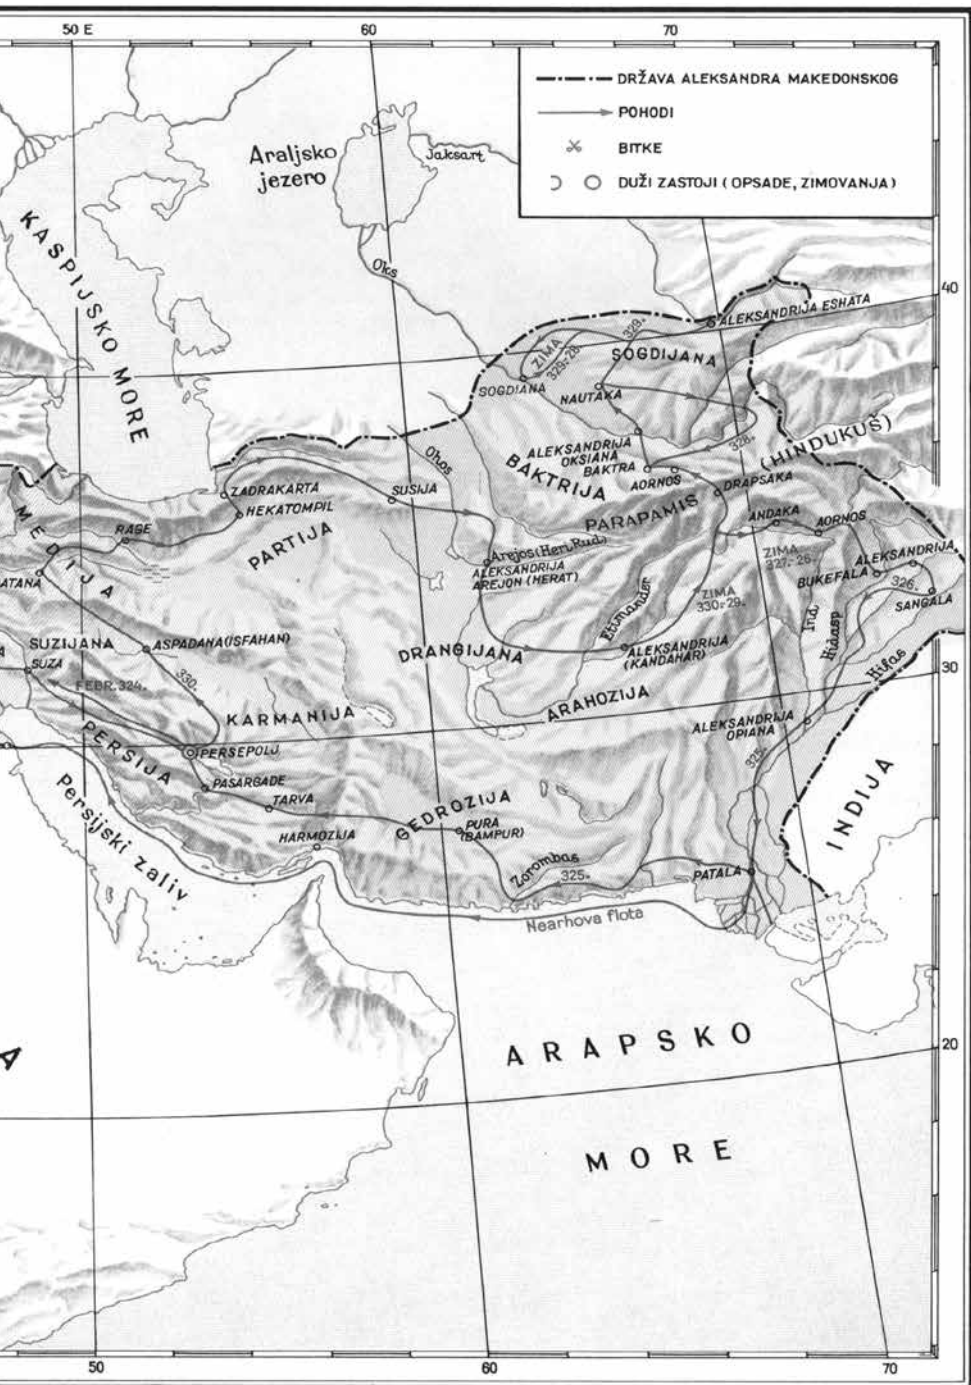 50 E
60
70
DRŽAVA ALEKSANDRA MAKEDONSKOG
POHODI
BITKE
DUŽI ZASTOJI ( OPSADE, ZIMOVANJA )
Araljsko
jezero
Jaksart
KASPIJSKO MORE
Oks
40
ALEKSANDRIJA ESHATA
329.
ZIMA
329.-28.
SOGDIJANA
SOGDIANA
NAUTAKA
328.
(HINDUKUŠ)
ALEKSANDRIJA
OKSIANA
BAKTRA
BAKTRIJA
AORNOS
DRAPSAKA
Ohos
ZADRAKARTA
SUSIJA
HEKATOMPIL
PARAPAMIS
ANDAKA
AORNOS
MEDIJA
RAGE
PARTIJA
Arejos (Heri Rud)
ALEKSANDRIJA
AREJON (HERAT)
ZIMA
327.-26.
ALEKSANDRIJA
BUKEFALA
326.
SANGALA
ATANA
ZIMA
330.-29.
Etimander
Ind
Hidasp
Hifas
SUZIJANA
ASPADANA (ISFAHAN)
DRANGIJANA
ALEKSANDRIJA
(KANDAHAR)
30
A
SUZA
FEBR. 324.
330.
KARMANIJA
ARAHOZIJA
ALEKSANDRIJA
OPIANA
325.
PERSIJA
PERSEPOLJ
PASARGADE
TARVA
GEDROZIJA
INDIJA
Persijski zaliv
HARMOZIJA
PURA
(BAMPUR)
Zorombas
325.
PATALA
Nearhova flota
A
ARAPSKO
20
MORE
50
60
70